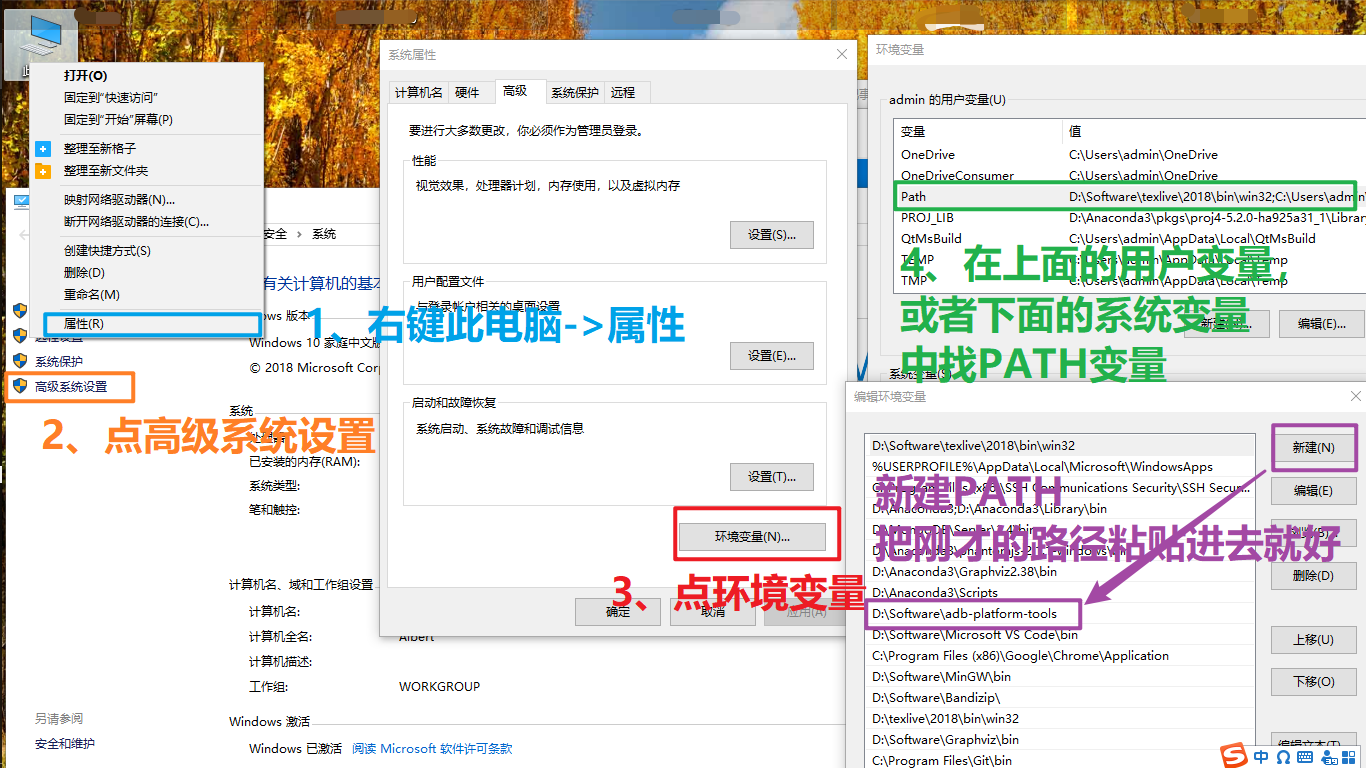 打开(O)
固定到"快速访问"
固定到"开始"屏幕(P)
整理至新格子
整理至新文件夹
映射网络驱动器(N)...
断开网络驱动器的连接(C)...
创建快捷方式(S)
删除(D)
重命名(M)
属性(R)
系统保护
高级系统设置
另请参阅
安全和维护
安全 > 系统
有关计算机的基本
Windows 10 家庭中文版
© 2018 Microsoft Corp
系统
已安装的内存(RAM):
系统类型:
笔和触控:
计算机名、域和工作组设置
计算机名:
计算机全名:
Albert
计算机描述:
工作组:
WORKGROUP
Windows 激活
Windows 已激活 阅读 Microsoft 软件许可条款
1、右键此电脑->属性
2、点高级系统设置
系统属性
计算机名
硬件
高级
系统保护
远程
要进行大多数更改，你必须作为管理员登录。
性能
视觉效果，处理器计划，内存使用，以及虚拟内存
设置(S)...
用户配置文件
与登录帐户相关的桌面设置
设置(E)...
启动和故障恢复
系统启动、系统故障和调试信息
设置(T)...
环境变量(N)...
3、点环境变量
确定
取消
应用(A)
环境变量
admin 的用户变量(U)
变量
值
OneDrive
C:\Users\admin\OneDrive
OneDriveConsumer
C:\Users\admin\OneDrive
Path
D:\Software\texlive\2018\bin\win32;C:\Users\admin
PROJ_LIB
D:\Anaconda3\pkgs\proj4-5.2.0-ha925a31_1\Library
QtMsBuild
C:\Users\admin\AppData\Local\QtMsBuild
TEMP
C:\Users\admin\AppData\Local\Temp
TMP
C:\Users\admin\AppData\Local\Temp
4、在上面的用户变量，
或者下面的系统变量
中找PATH变量
编辑(E)...
系统变量(S)
编辑环境变量
D:\Software\texlive\2018\bin\win32
%USERPROFILE%\AppData\Local\Microsoft\WindowsApps
C:\Program Files (x86)\SSH Communications Security\SSH Secur...
D:\Anaconda3;D:\Anaconda3\Library\bin
D:\Anaconda3\Graphviz2.38\bin
D:\Anaconda3\Scripts
D:\Software\adb-platform-tools
D:\Software\Microsoft VS Code\bin
C:\Program Files (x86)\Google\Chrome\Application
D:\Software\MinGW\bin
D:\Software\Bandizip\
D:\texlive\2018\bin\win32
D:\Software\Graphviz\bin
C:\Program Files\Git\bin
新建PATH
把刚才的路径粘贴进去就好
新建(N)
编辑(E)
删除(D)
上移(U)
下移(O)
编辑文本(T)...
中